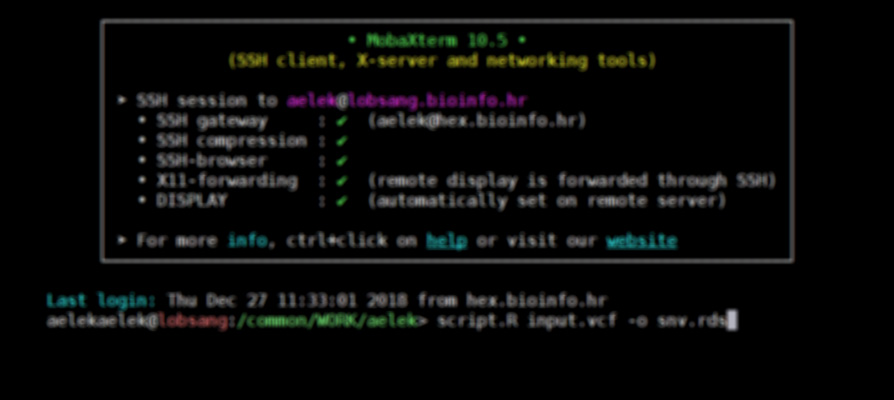 • MobaXterm 10.5 •
(SSH client, X-server and networking tools)
➤ SSH session to aelek@lobsang.bioinfo.hr
• SSH gateway : ✔ (aelek@hex.bioinfo.hr)
• SSH compression : ✔
• SSH-browser : ✔
• X11-forwarding : ✔ (remote display is forwarded through SSH)
• DISPLAY : ✔ (automatically set on remote server)
➤ For more info, ctrl+click on help or visit our website
Last login: Thu Dec 27 11:33:01 2018 from hex.bioinfo.hr
aelekaelek@lobsang:/common/WORK/aelek> script.R input.vcf -o snv.rds